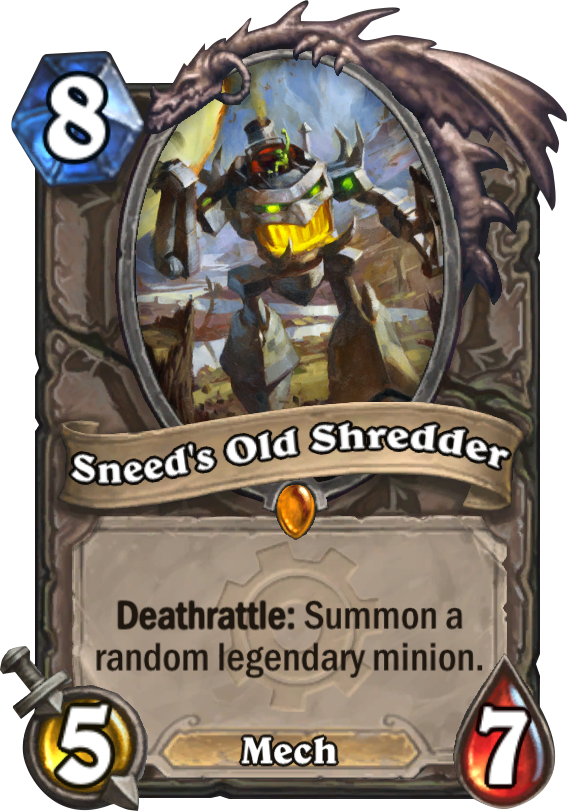 8
Sneed's Old Shredder
Deathrattle: Summon a
random legendary minion.
5
Mech
7